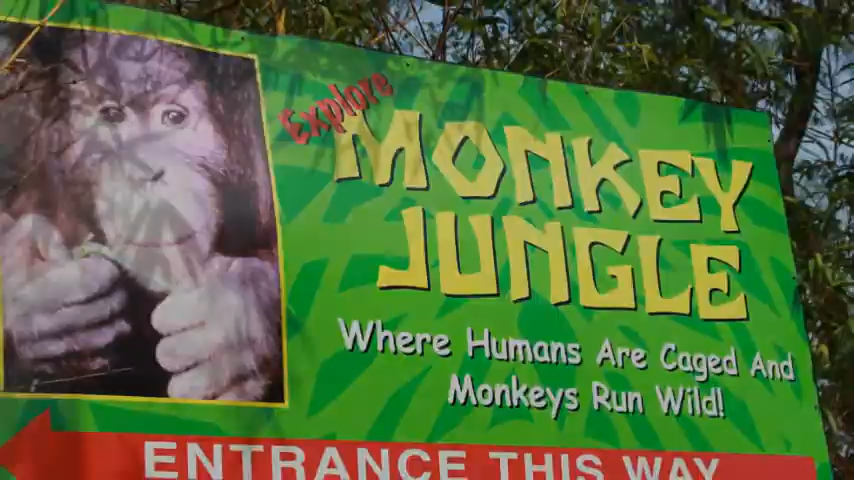 Explore
MONKEY
JUNGLE
Where Humans Are Caged And
Monkeys Run Wild!
ENTRANCE THIS WAY